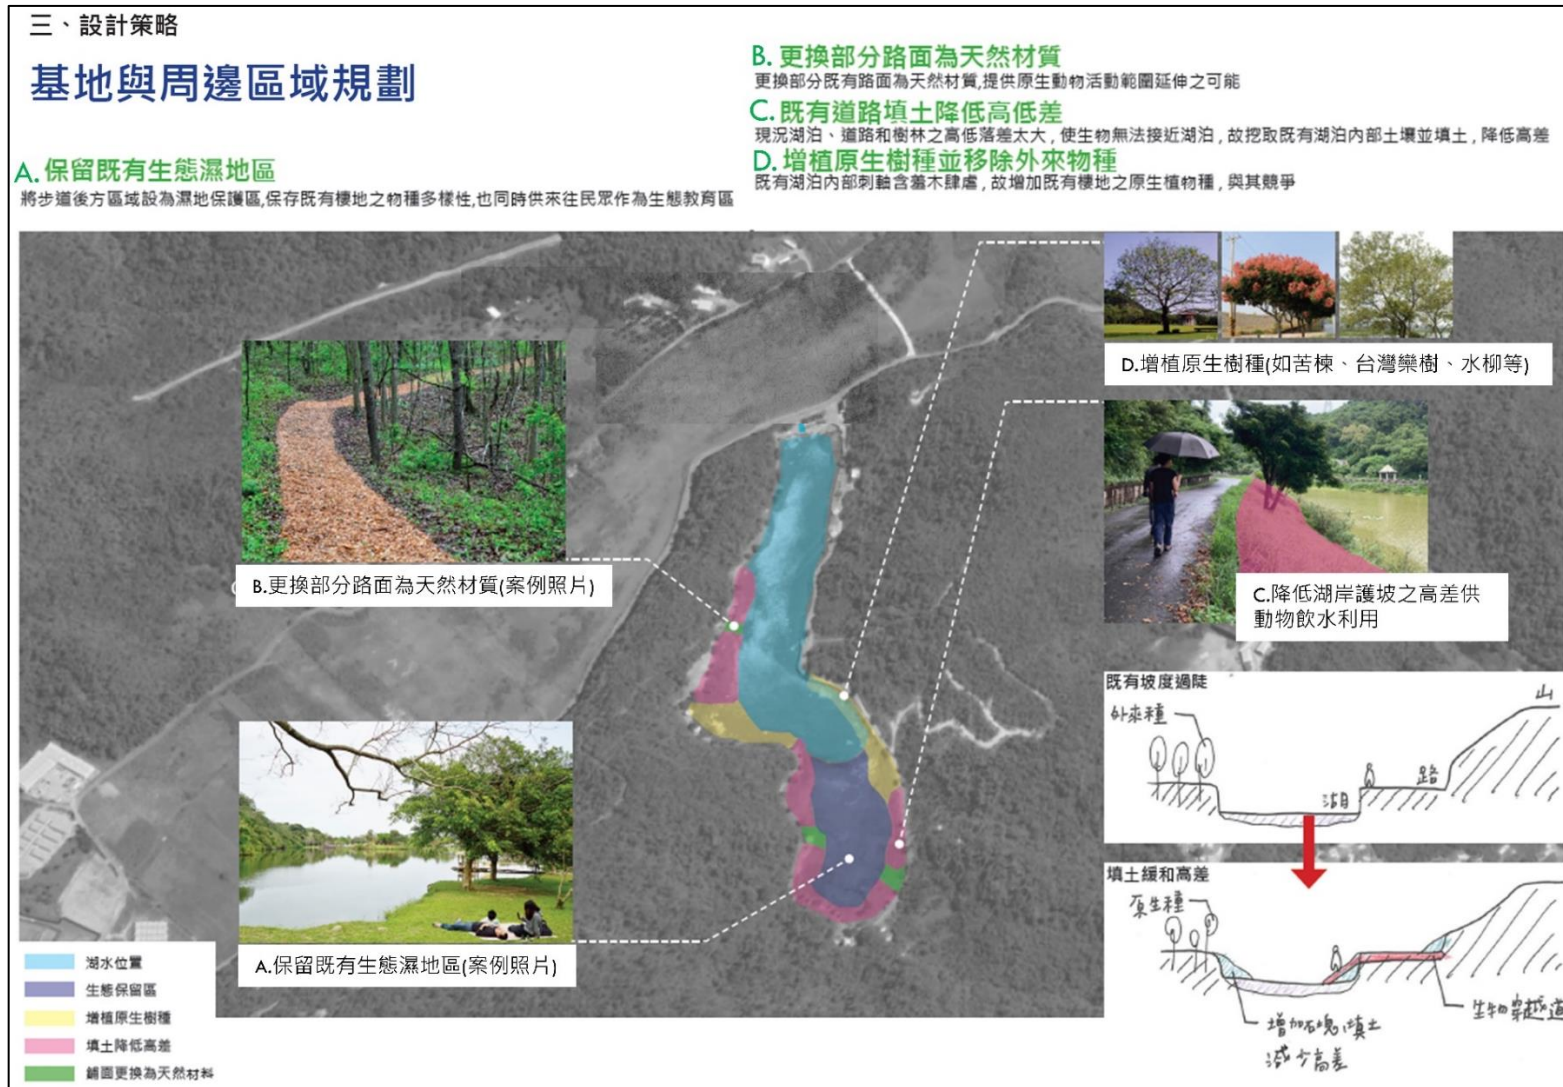 三、設計策略
基地與周邊區域規劃
A. 保留既有生態濕地區
將步道後方區域設為濕地保護區,保存既有棲地之物種多樣性,也同時供來往民眾作為生態教育區
B. 更換部分路面為天然材質
更換部分既有路面為天然材質,提供原生動物活動範圍延伸之可能
C. 既有道路填土降低高低差
現況湖泊、道路和樹林之高低落差太大,使生物無法接近湖泊,故挖取既有湖泊內部土壤並填土,降低高差
D. 增植原生樹種並移除外來物種
既有湖泊內部刺軸含羞木肆虐,故增加既有棲地之原生植物種,與其競爭
D.增植原生樹種(如苦楝、台灣欒樹、水柳等)
B.更換部分路面為天然材質(案例照片)
C.降低湖岸護坡之高差供
動物飲水利用
A.保留既有生態濕地區(案例照片)
既有坡度過陡
山
外來種
路
湖
填土緩和高差
原生種
生物穿越道
增加石塊、填土
減少高差
湖水位置
生態保留區
增植原生樹種
填土降低高差
鋪面更換為天然材料